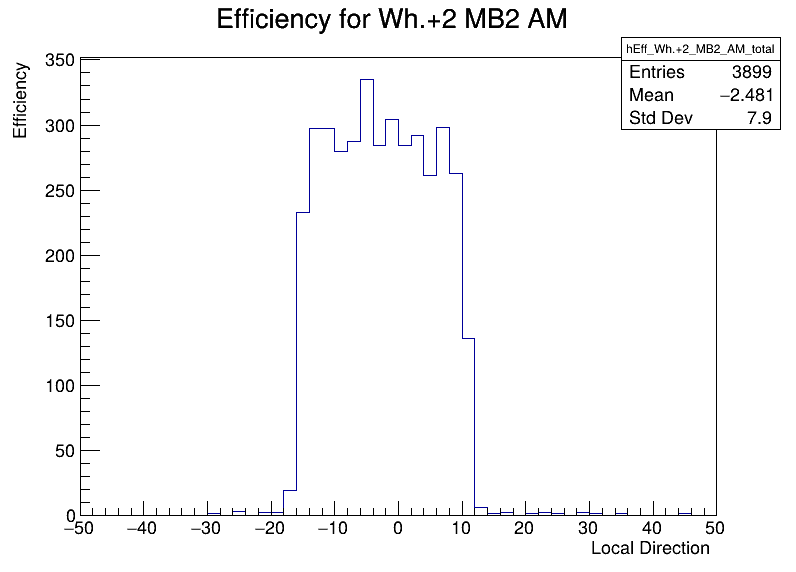 Efficiency for Wh.+2 MB2 AM
hEff_Wh.+2_MB2_AM_total
Entries 3899
Mean −2.481
Std Dev 7.9
Efficiency
350
300
250
200
150
100
50
0
−50 −40 −30 −20 −10 0 10 20 30 40 50
Local Direction